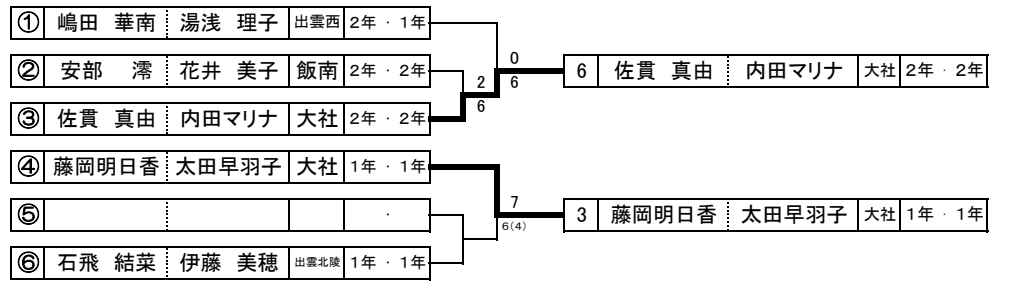 ① 嶋田 華南 湯浅 理子 出雲西 2年 · 1年
② 安部 澪 花井 美子 飯南 2年 · 2年
0
6 佐貫 真由 内田マリナ 大社 2年 · 2年
2
6
③ 佐貫 真由 内田マリナ 大社 2年 · 2年
6
④ 藤岡明日香 太田早羽子 大社 1年 · 1年
7
⑤ ·
3 藤岡明日香 太田早羽子 大社 1年 · 1年
6(4)
⑥ 石飛 結菜 伊藤 美穂 出雲北陵 1年 · 1年